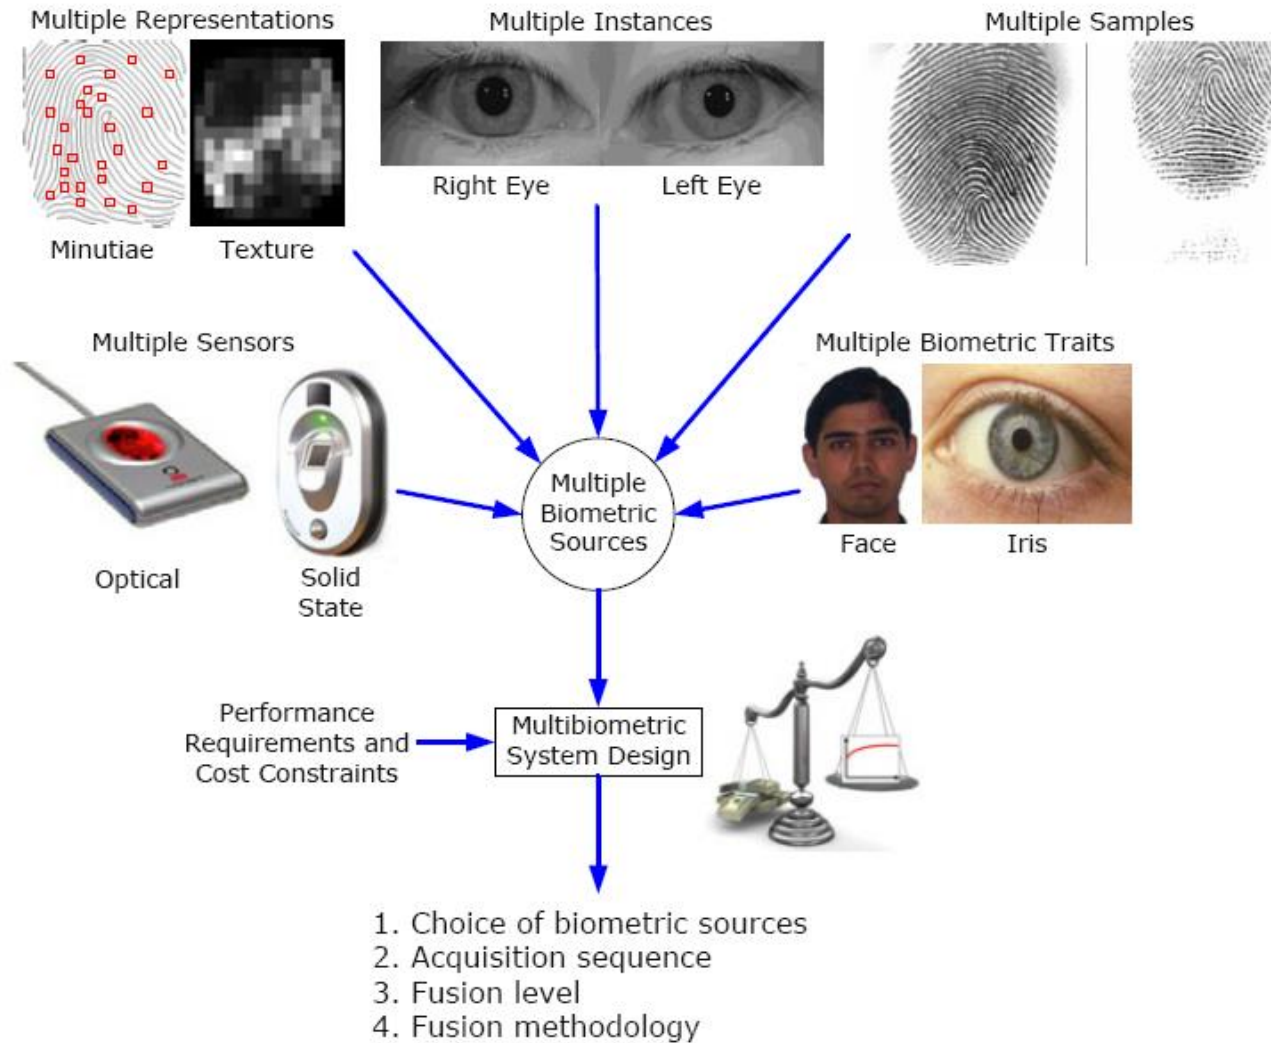 Multiple Representations
Multiple Instances
Multiple Samples
Minutiae
Texture
Right Eye
Left Eye
Multiple Sensors
Multiple Biometric Traits
Optical
Solid
State
Multiple
Biometric
Sources
Face
Iris
Performance
Requirements and
Cost Constraints
Multibiometric
System Design
1. Choice of biometric sources
2. Acquisition sequence
3. Fusion level
4. Fusion methodology